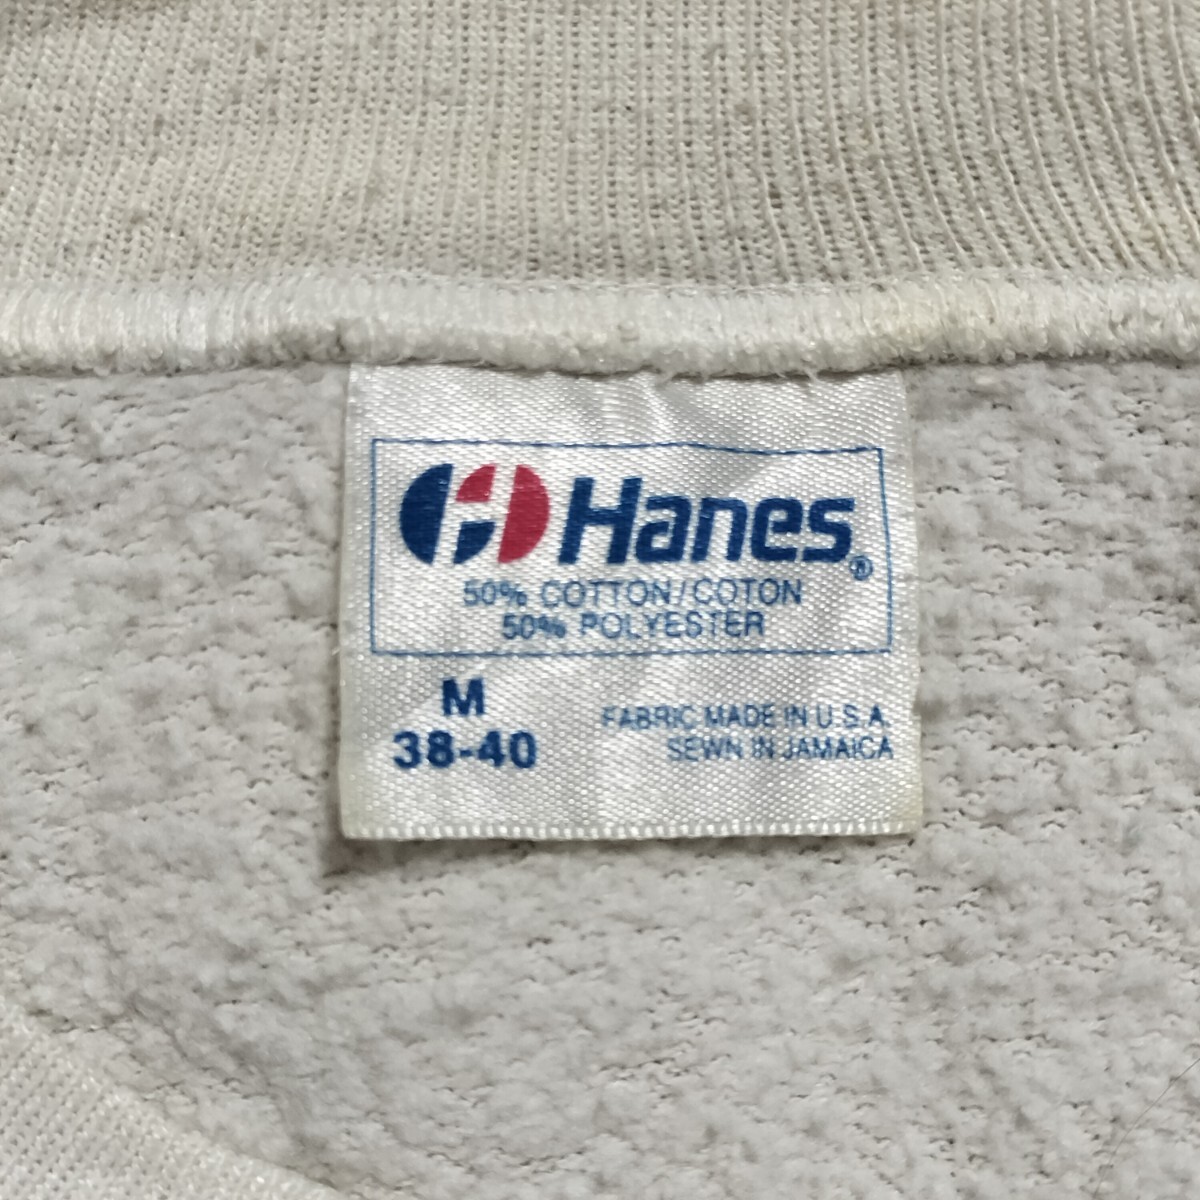 Hanes®
50% COTTON/COTON
50% POLYESTER
M
38-40
FABRIC MADE IN U.S.A.
SEWN IN JAMAICA